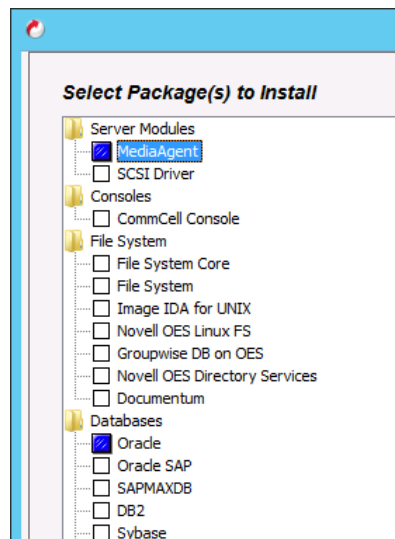 Select Package(s) to Install
Server Modules
MediaAgent
SCSI Driver
Consoles
CommCell Console
File System
File System Core
File System
Image IDA for UNIX
Novell OES Linux FS
Groupwise DB on OES
Novell OES Directory Services
Documentum
Databases
Oracle
Oracle SAP
SAPMAXDB
DB2
Sybase